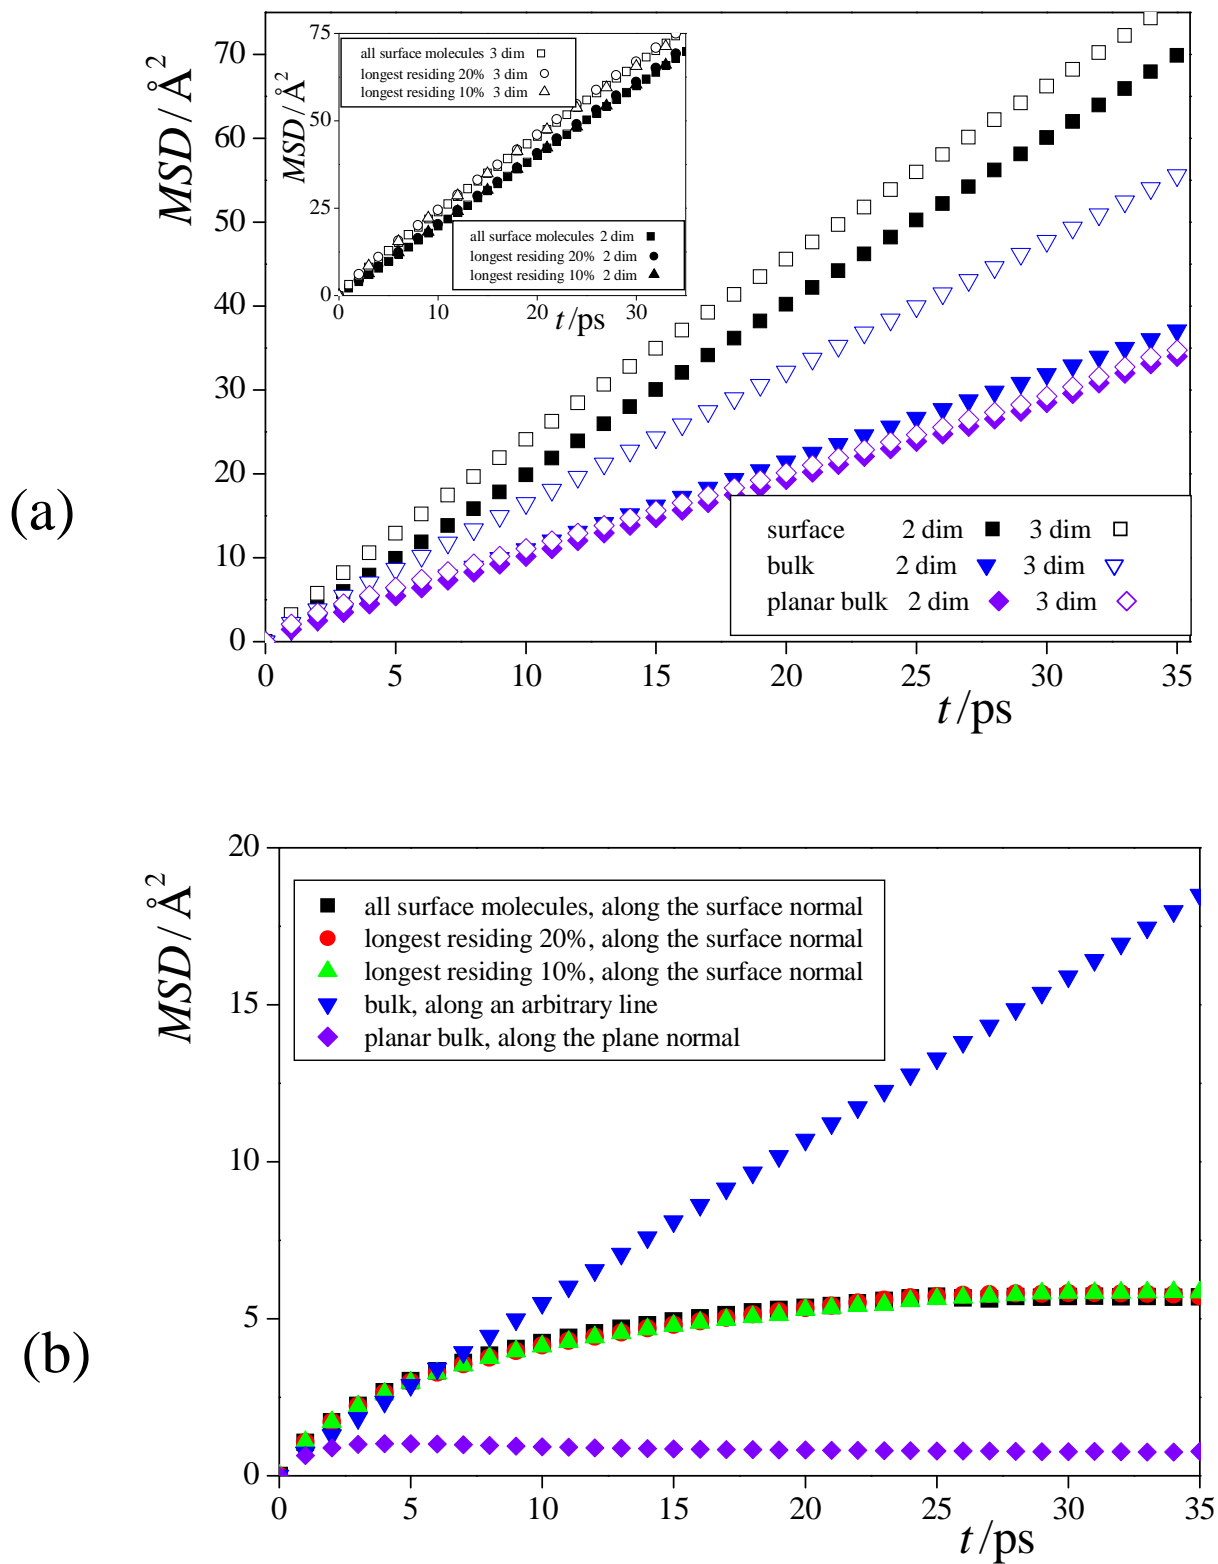 (a)
MSD / Å²
70
60
50
40
30
20
10
0
0 5 10 15 20 25 30 35
t /ps
MSD / Å²
75
50
25
0
0 10 20 30
t /ps
all surface molecules 3 dim
longest residing 20% 3 dim
longest residing 10% 3 dim
all surface molecules 2 dim
longest residing 20% 2 dim
longest residing 10% 2 dim
surface 2 dim 3 dim
bulk 2 dim 3 dim
planar bulk 2 dim 3 dim
(b)
MSD / Å²
20
15
10
5
0
0 5 10 15 20 25 30 35
t /ps
all surface molecules, along the surface normal
longest residing 20%, along the surface normal
longest residing 10%, along the surface normal
bulk, along an arbitrary line
planar bulk, along the plane normal